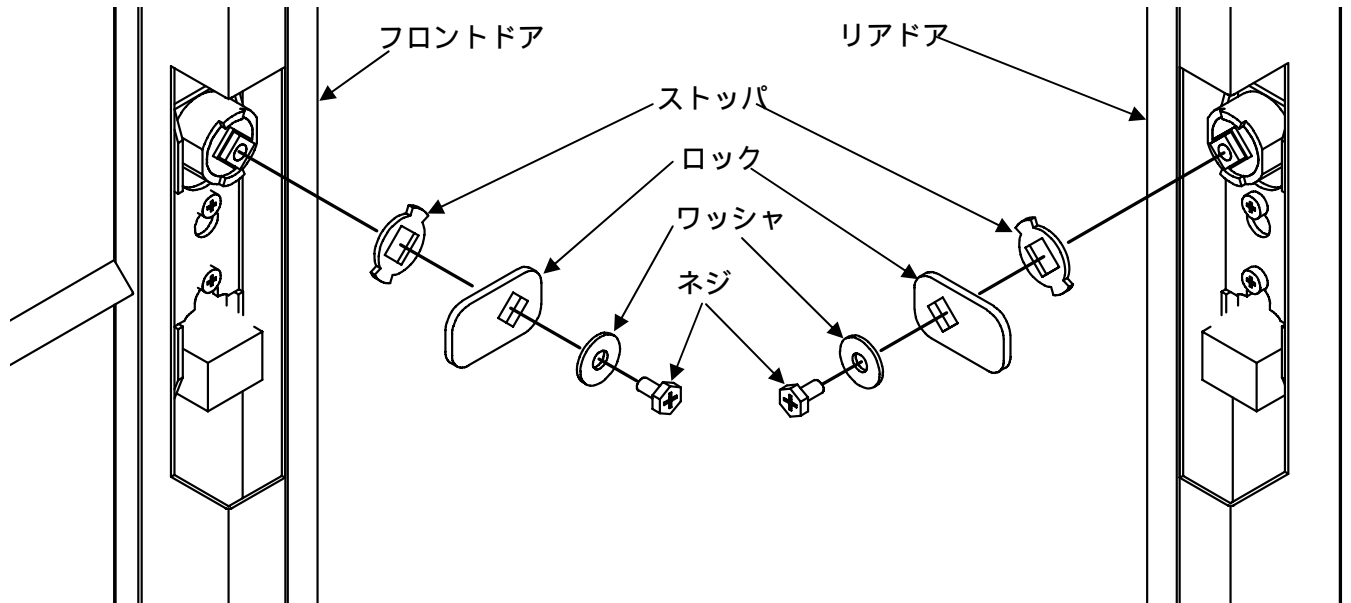 フロントドア
リアドア
ストッパ
ロック
ワッシャ
ネジ